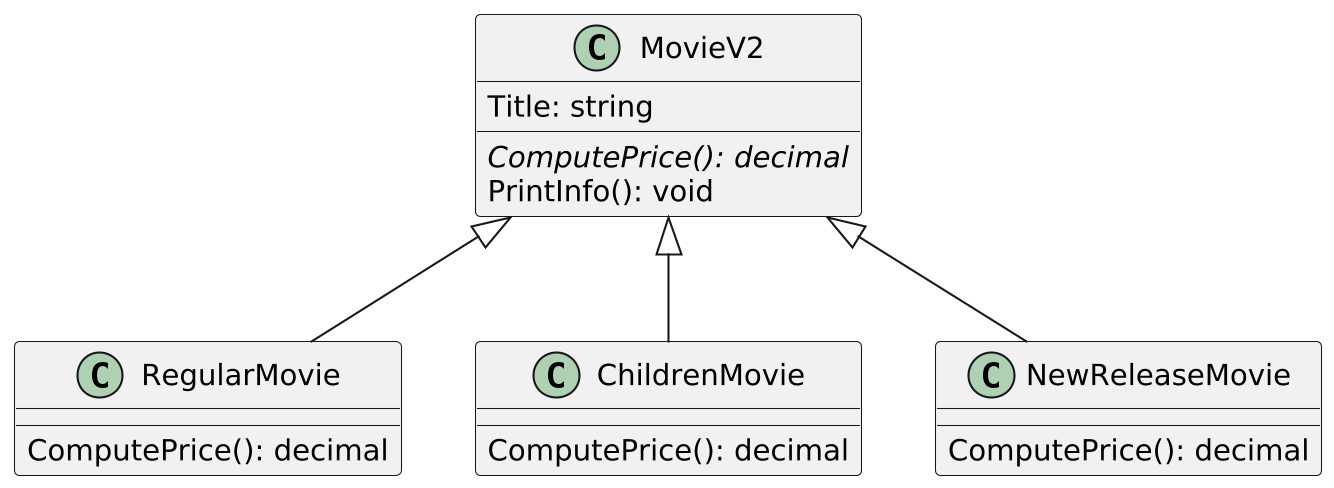 C MovieV2
Title: string
ComputePrice(): decimal
PrintInfo(): void
C RegularMovie
ComputePrice(): decimal
C ChildrenMovie
ComputePrice(): decimal
C NewReleaseMovie
ComputePrice(): decimal